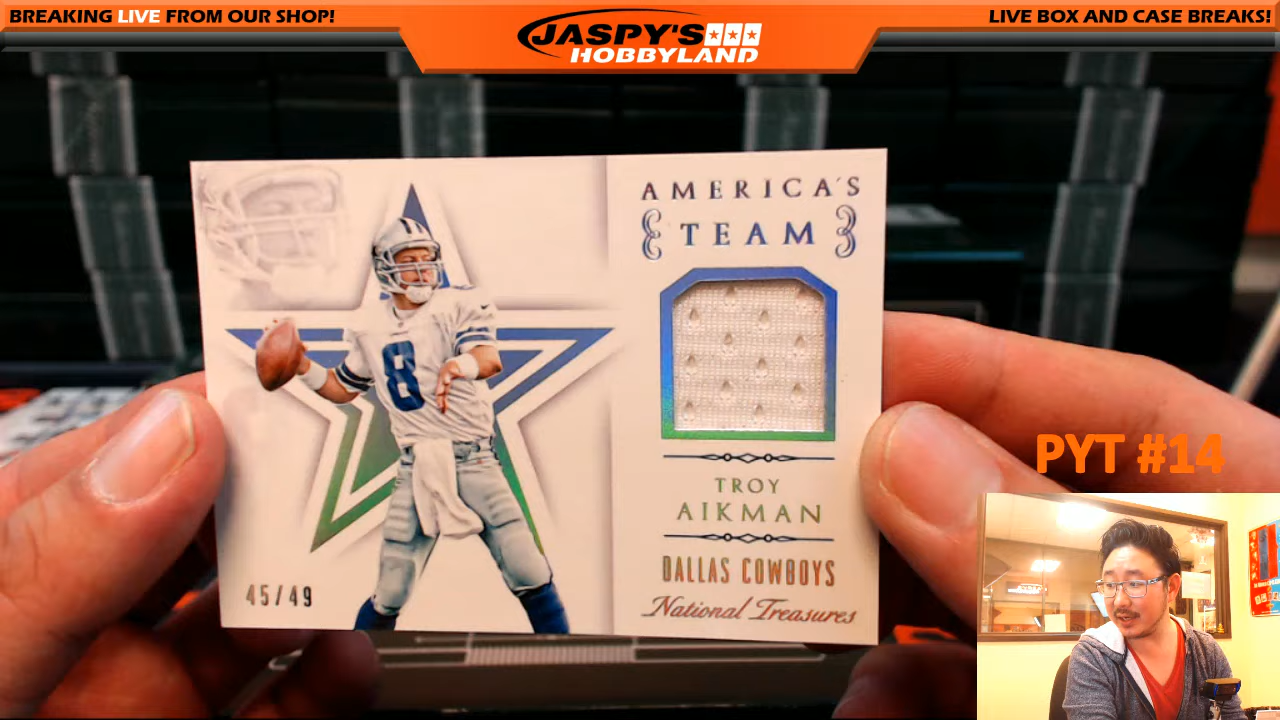 BREAKING LIVE FROM OUR SHOP!
JASPY'S
HOBBYLAND
LIVE BOX AND CASE BREAKS!
AMERICA'S
TEAM
8
TROY
AIKMAN
DALLAS COWBOYS
45/49
National Treasures
PYT #14